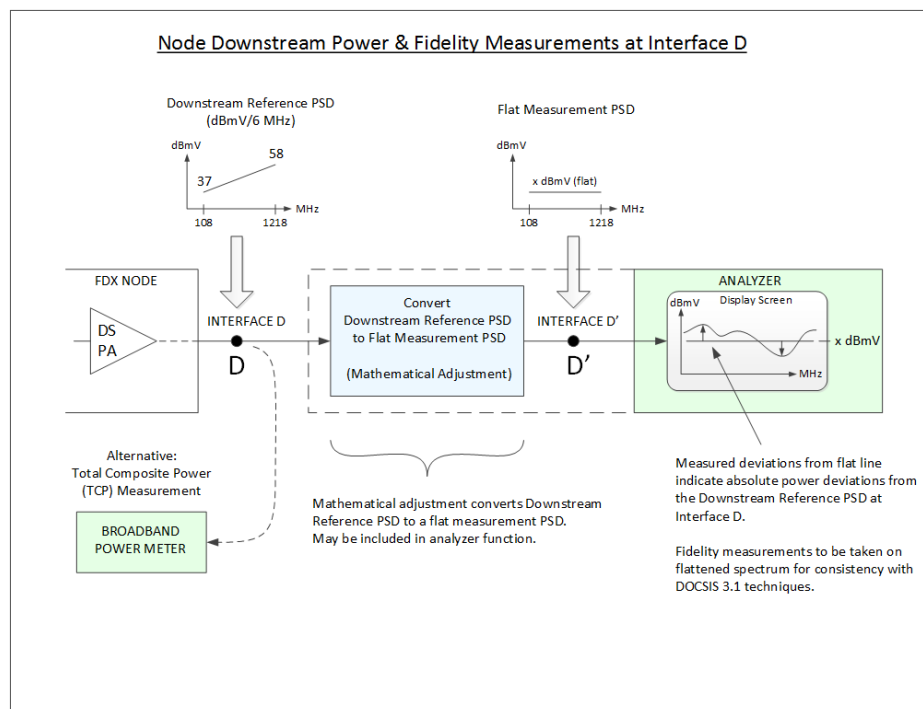 Node Downstream Power & Fidelity Measurements at Interface D
Downstream Reference PSD
(dBmV/6 MHz)
dBmV
58
37
MHz
108
1218
Flat Measurement PSD
dBmV
x dBmV (flat)
MHz
108
1218
FDX NODE
DS
PA
INTERFACE D
D
Convert
Downstream Reference PSD
to Flat Measurement PSD
(Mathematical Adjustment)
INTERFACE D’
D’
ANALYZER
Display Screen
dBmV
x dBmV
MHz
Alternative:
Total Composite Power
(TCP) Measurement
BROADBAND
POWER METER
Mathematical adjustment converts Downstream
Reference PSD to a flat measurement PSD.
May be included in analyzer function.
Measured deviations from flat line
indicate absolute power deviations from
the Downstream Reference PSD at
Interface D.
Fidelity measurements to be taken on
flattened spectrum for consistency with
DOCSIS 3.1 techniques.